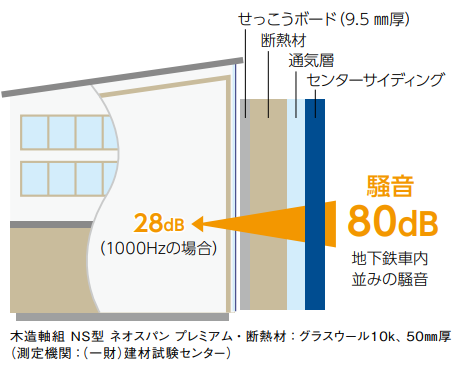 せっこうボード（9.5㎜厚）
断熱材
通気層
センターサイディング
騒音
80dB
地下鉄車内
並みの騒音
28dB
（1000Hzの場合）
木造軸組 NS型 ネオスパン プレミアム・断熱材：グラスウール10k、50㎜厚
（測定機関：（一財）建材試験センター）